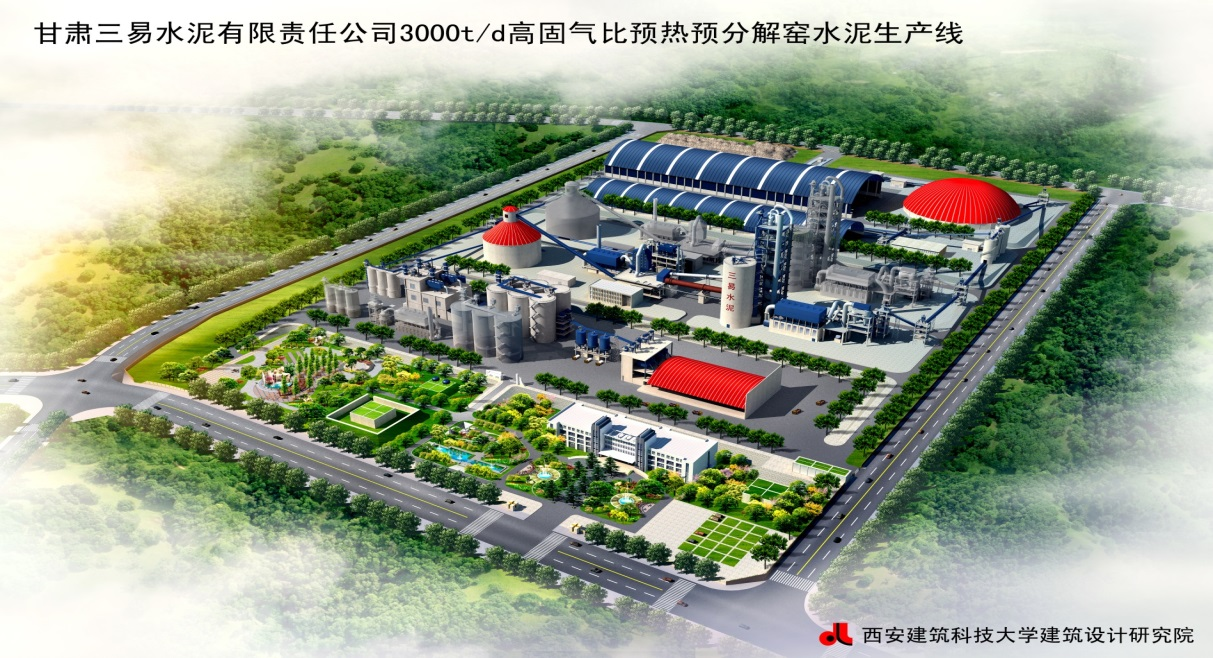 甘肃三易水泥有限责任公司3000t/d高固气比预热预分解窑水泥生产线
三易水泥
西安建筑科技大学建筑设计研究院